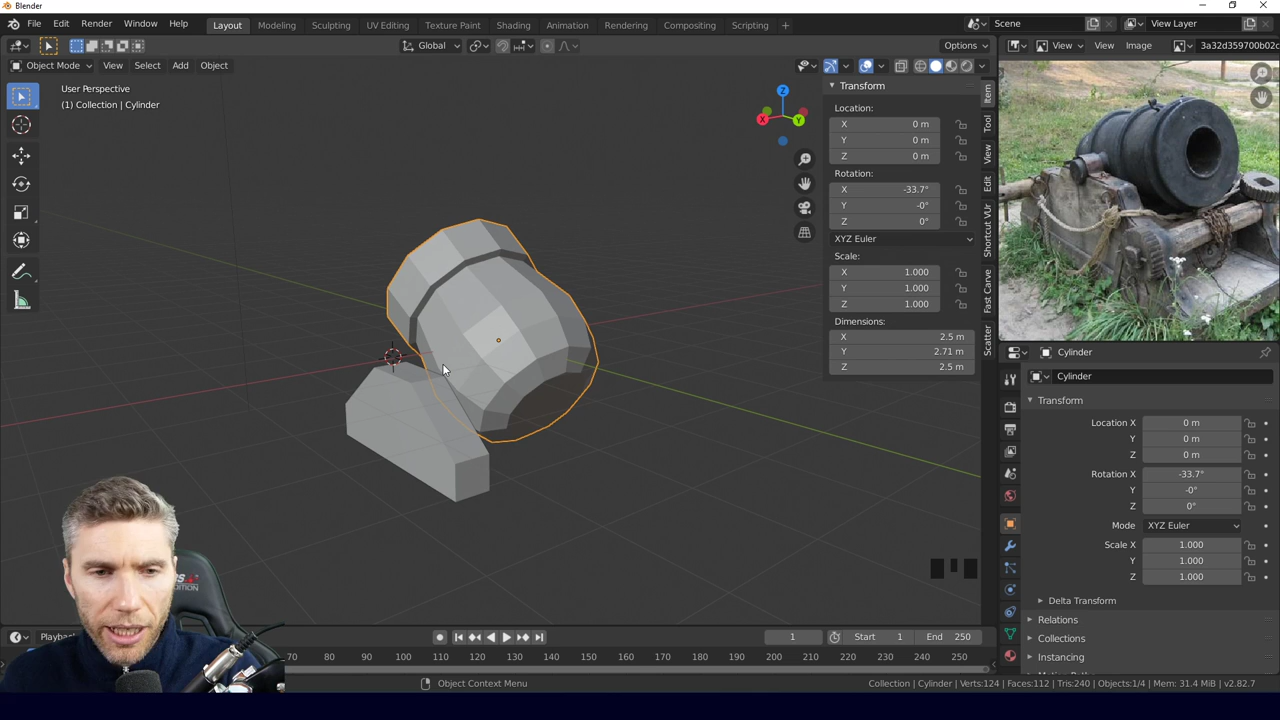 Blender
File Edit Render Window Help
Layout Modeling Sculpting UV Editing Texture Paint Shading Animation Rendering Compositing Scripting +
Scene
View Layer
Global
Options
View View Image 3a32d359700b02c
Object Mode View Select Add Object
User Perspective
(1) Collection | Cylinder
Z
X
Y
Transform
Location:
X 0 m
Y 0 m
Z 0 m
Rotation:
X -33.7°
Y -0°
Z 0°
XYZ Euler
Scale:
X 1.000
Y 1.000
Z 1.000
Dimensions:
X 2.5 m
Y 2.71 m
Z 2.5 m
Item
Tool
View
Edit
Shortcut VUr
Fast Carve
Scatter
Cylinder
Cylinder
Transform
Location X 0 m
Y 0 m
Z 0 m
Rotation X -33.7°
Y -0°
Z 0°
Mode XYZ Euler
Scale X 1.000
Y 1.000
Z 1.000
Delta Transform
Relations
Collections
Instancing
1 Start 1 End 250
70 80 90 100 110 120 130 140 150 160 170 180 190 200 210 220 230 240 250
Object Context Menu
Collection | Cylinder | Verts:124 | Faces:112 | Tris:240 | Objects:1/4 | Mem: 31.4 MiB | v2.82.7